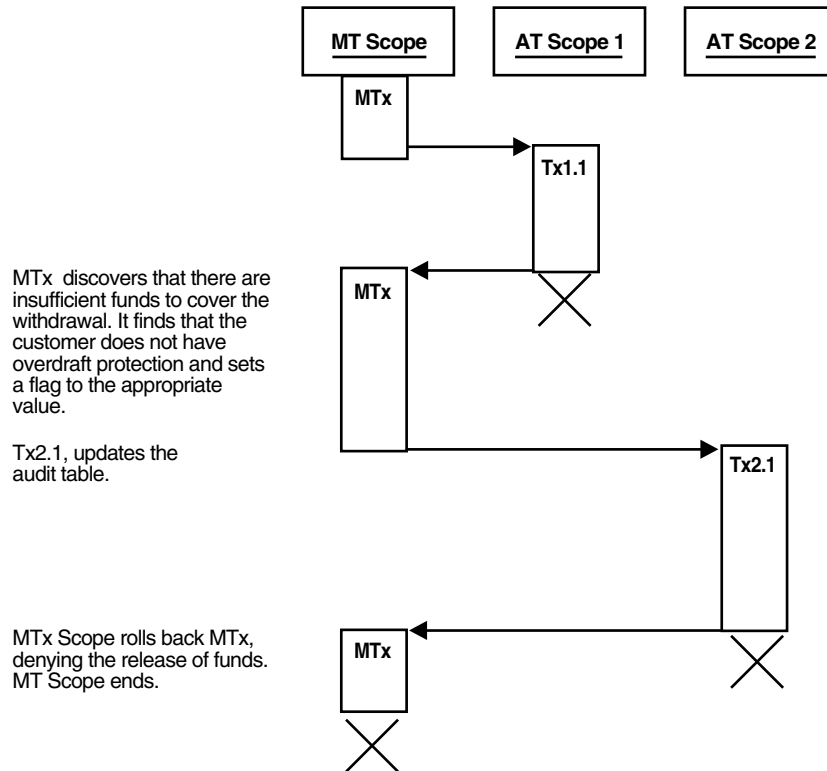 MT Scope
AT Scope 1
AT Scope 2
MTx
Tx1.1
MTx discovers that there are
insufficient funds to cover the
withdrawal. It finds that the
customer does not have
overdraft protection and sets
a flag to the appropriate
value.
MTx
Tx2.1, updates the
audit table.
Tx2.1
MTx Scope rolls back MTx,
denying the release of funds.
MT Scope ends.
MTx